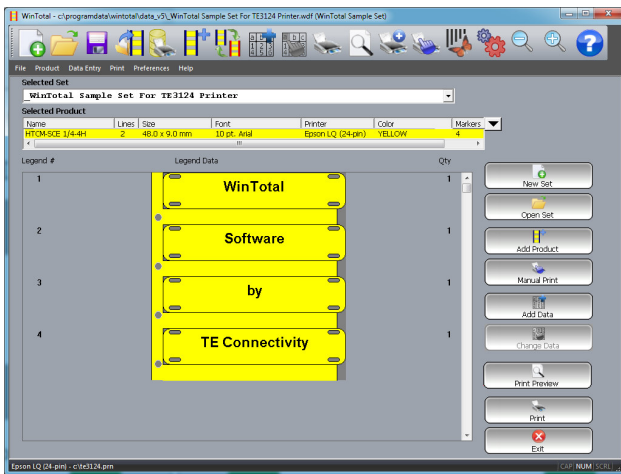 WinTotal - c:\programdata\wintotal\data_v5\_WinTotal Sample Set For TE3124 Printer.wdf (WinTotal Sample Set)
File Product Data Entry Print Preferences Help
Selected Set
_WinTotal Sample Set For TE3124 Printer
Selected Product
Name Lines Size Font Printer Color Markers
HTCM-SCE 1/4-4H 2 48.0 x 9.0 mm 10 pt. Arial Epson LQ (24-pin) YELLOW 4
Legend # Legend Data Qty
1 WinTotal 1
2 Software 1
3 by 1
4 TE Connectivity 1
New Set
Open Set
Add Product
Manual Print
Add Data
Change Data
Print Preview
Print
Exit
Epson LQ (24-pin) - c:\te3124.prn CAP NUM SCRL